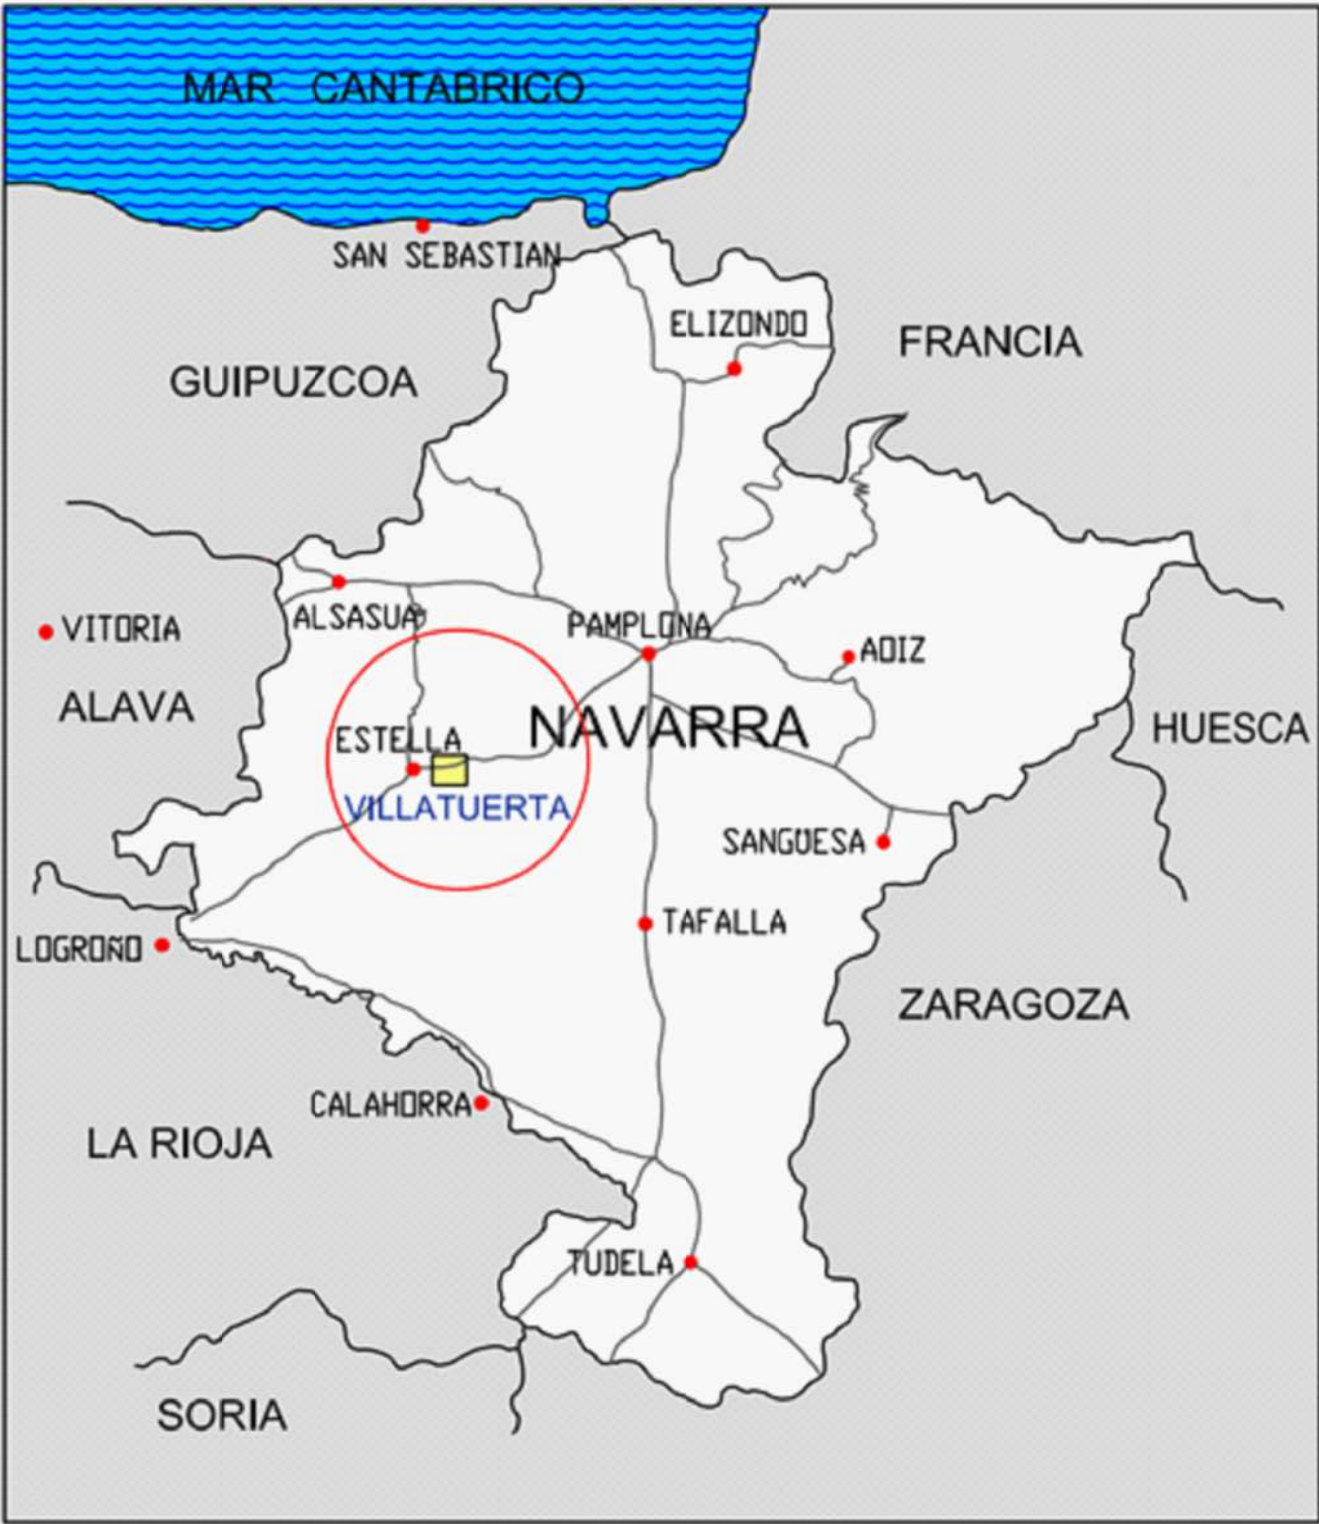 MAR CANTABRICO
SAN SEBASTIAN
ELIZONDO
FRANCIA
GUIPUZCOA
ALSASUA
PAMPLONA
VITORIA
AOIZ
ALAVA
NAVARRA
HUESCA
ESTELLA
VILLATUERTA
SANGÜESA
TAFALLA
LOGROÑO
ZARAGOZA
CALAHORRA
LA RIOJA
TUDELA
SORIA